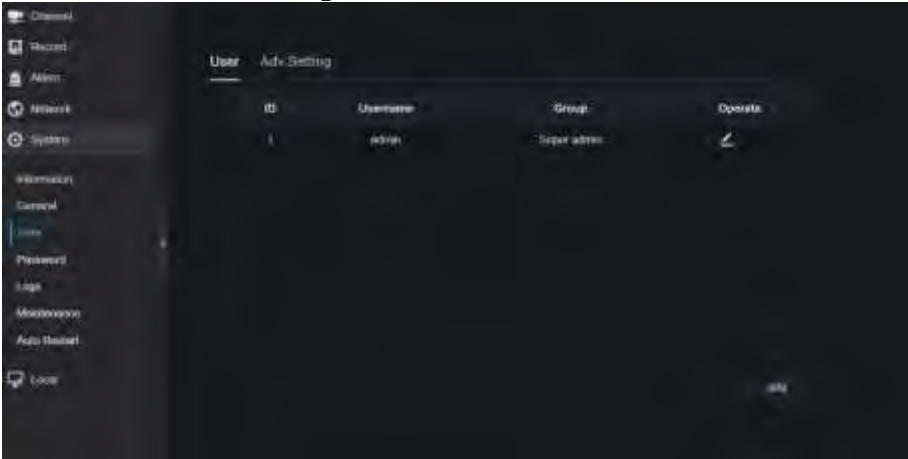 Channel
Record
Alarm
Network
System
Information
General
User
Password
Logs
Maintenance
Auto Restart
Local
User Adv.Setting
ID Username Group Operate
1 admin Super admin
Add